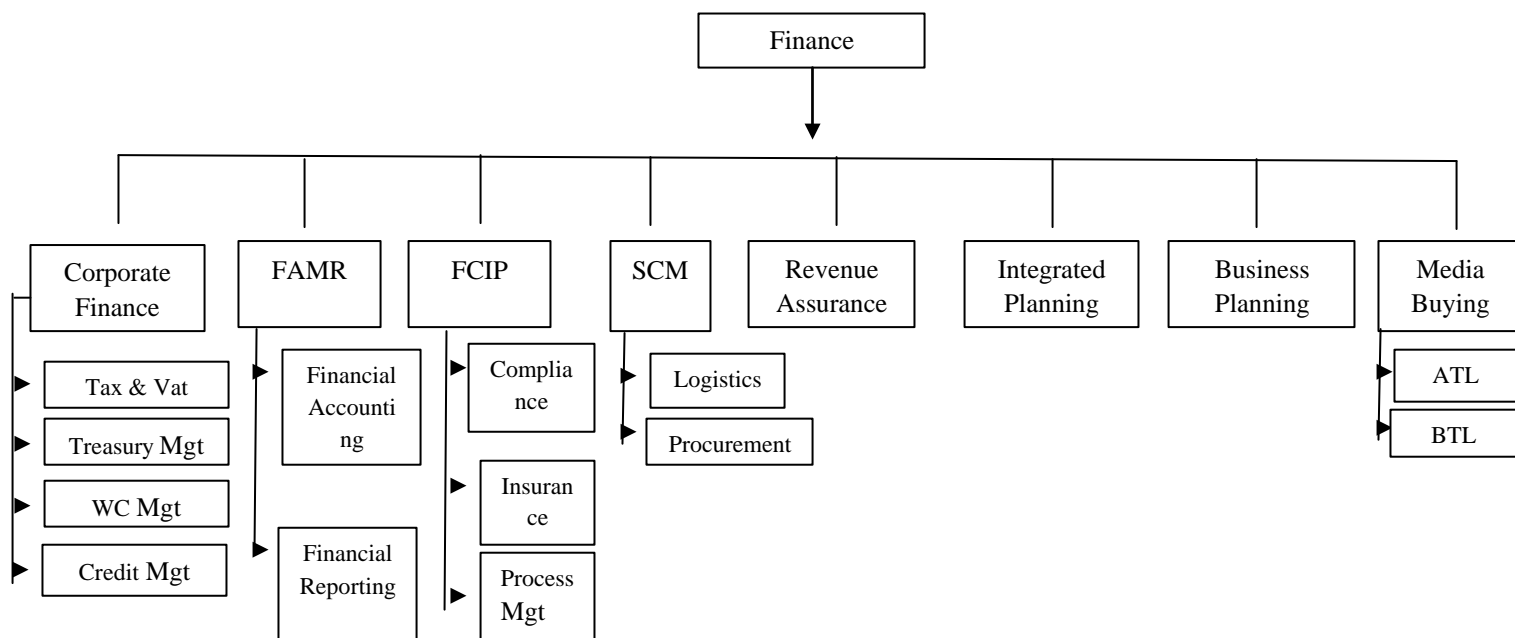 Finance
Corporate
Finance
FAMR
FCIP
SCM
Revenue
Assurance
Integrated
Planning
Business
Planning
Media
Buying
Tax & Vat
Treasury Mgt
WC Mgt
Credit Mgt
Financial
Accounti
ng
Financial
Reporting
Complia
nce
Insuran
ce
Process
Mgt
Logistics
Procurement
ATL
BTL